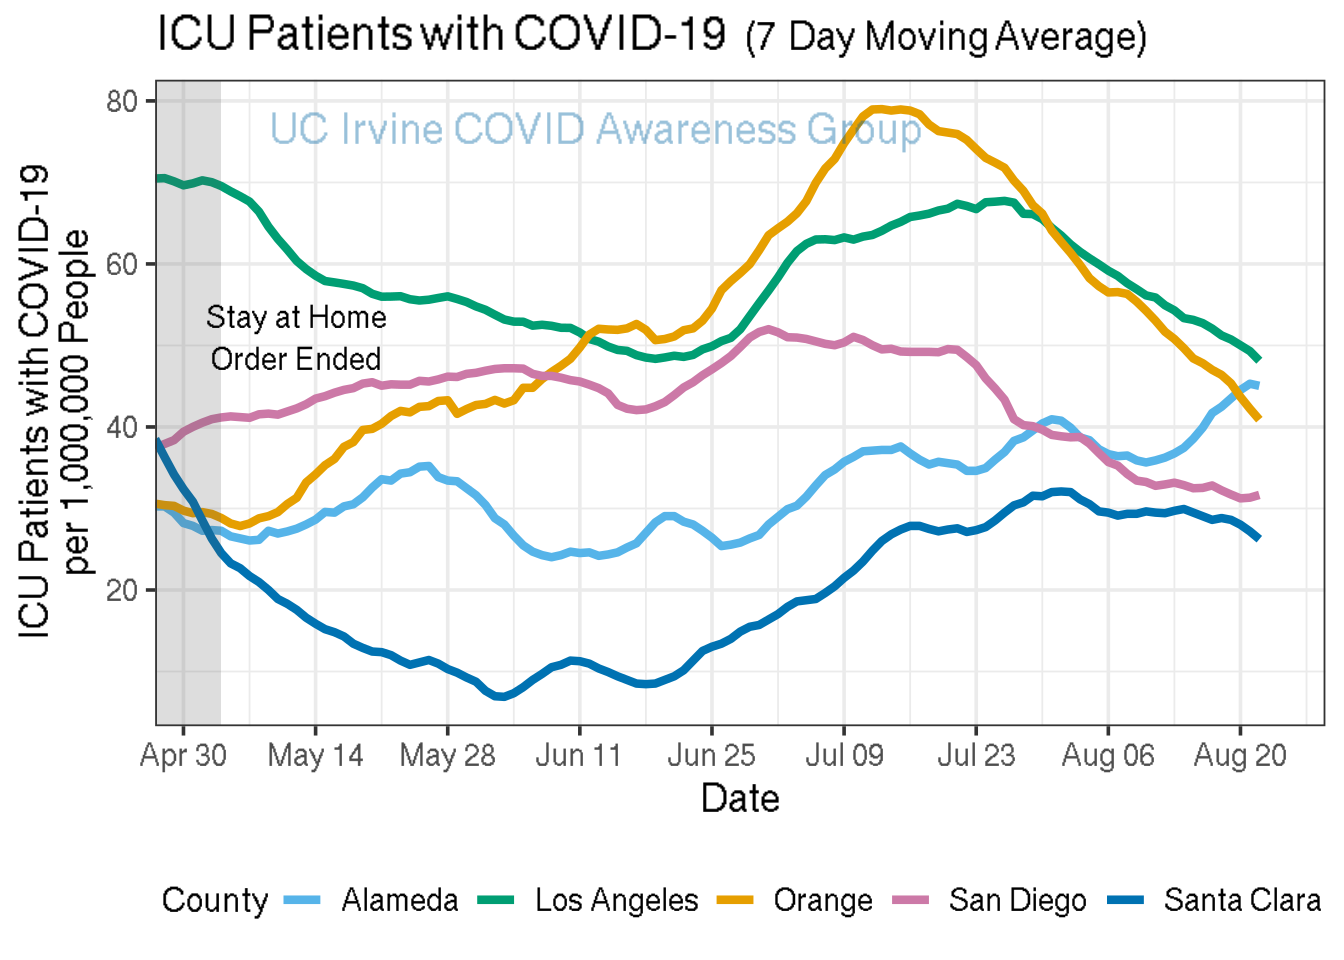 ICU Patients with COVID-19 (7 Day Moving Average)
UC Irvine COVID Awareness Group
ICU Patients with COVID-19
per 1,000,000 People
80
60
40
20
Stay at Home
Order Ended
Apr 30 May 14 May 28 Jun 11 Jun 25 Jul 09 Jul 23 Aug 06 Aug 20
Date
County Alameda Los Angeles Orange San Diego Santa Clara